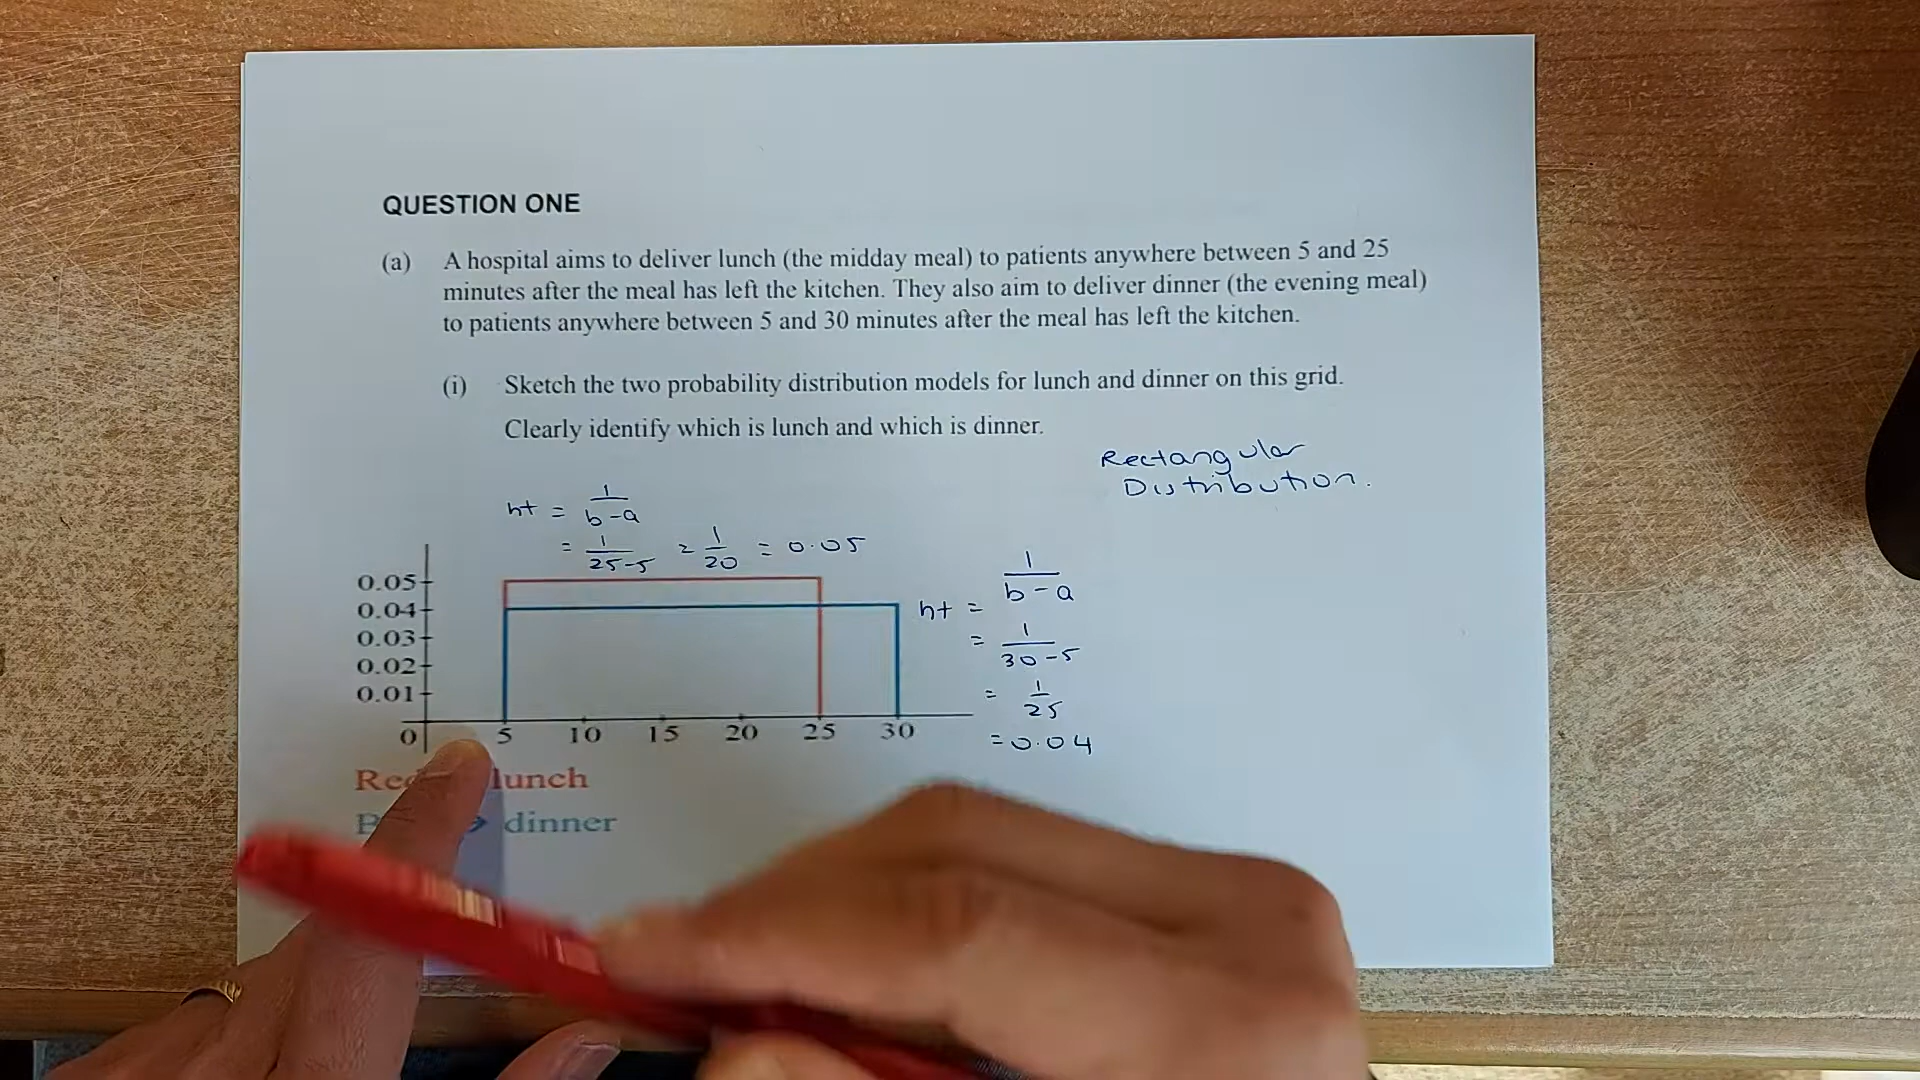 QUESTION ONE
(a) A hospital aims to deliver lunch (the midday meal) to patients anywhere between 5 and 25
minutes after the meal has left the kitchen. They also aim to deliver dinner (the evening meal)
to patients anywhere between 5 and 30 minutes after the meal has left the kitchen.
(i) Sketch the two probability distribution models for lunch and dinner on this grid.
Clearly identify which is lunch and which is dinner.
Rectangular
Distribution.
ht = 1/b-a
= 1/25-5 = 1/20 = 0.05
0.05
0.04
0.03
0.02
0.01
0 5 10 15 20 25 30
ht = 1/b-a
= 1/30-5
= 1/25
= 0.04
lunch
dinner